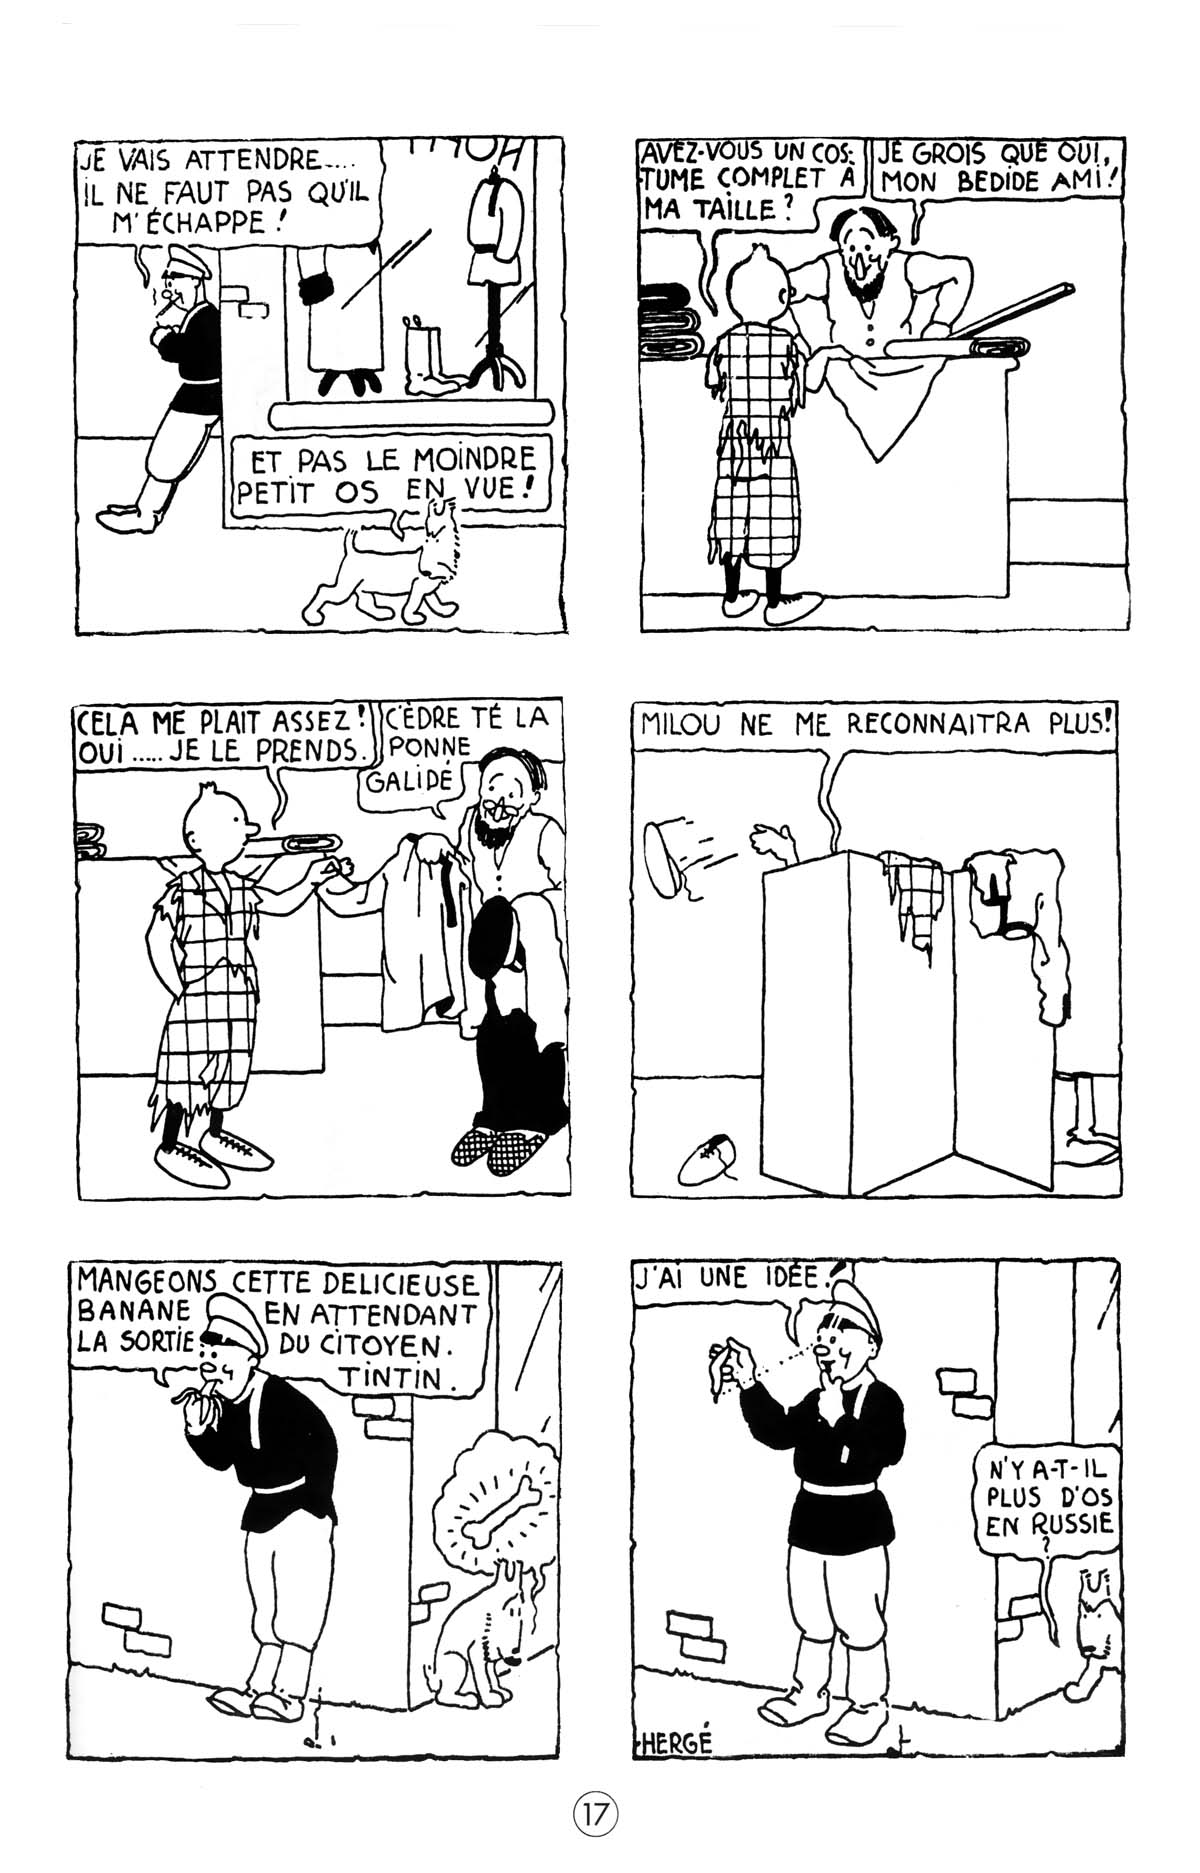 JE VAIS ATTENDRE.....
IL NE FAUT PAS QU'IL
M'ÉCHAPPE !
ET PAS LE MOINDRE
PETIT OS EN VUE !
AVEZ-VOUS UN COS-
TUME COMPLET A
MA TAILLE ?
JE GROIS QUE OUI,
MON BEDIDE AMI !
CELA ME PLAIT ASSEZ !
OUI ..... JE LE PRENDS.
C'ÈDRE TÉ LA
PONNE
GALIDÉ
MILOU NE ME RECONNAITRA PLUS !
MANGEONS CETTE DELICIEUSE
BANANE EN ATTENDANT
LA SORTIE DU CITOYEN.
TINTIN.
J'AI UNE IDÉE !
N'Y A-T-IL
PLUS D'OS
EN RUSSIE
?
HERGÉ
17